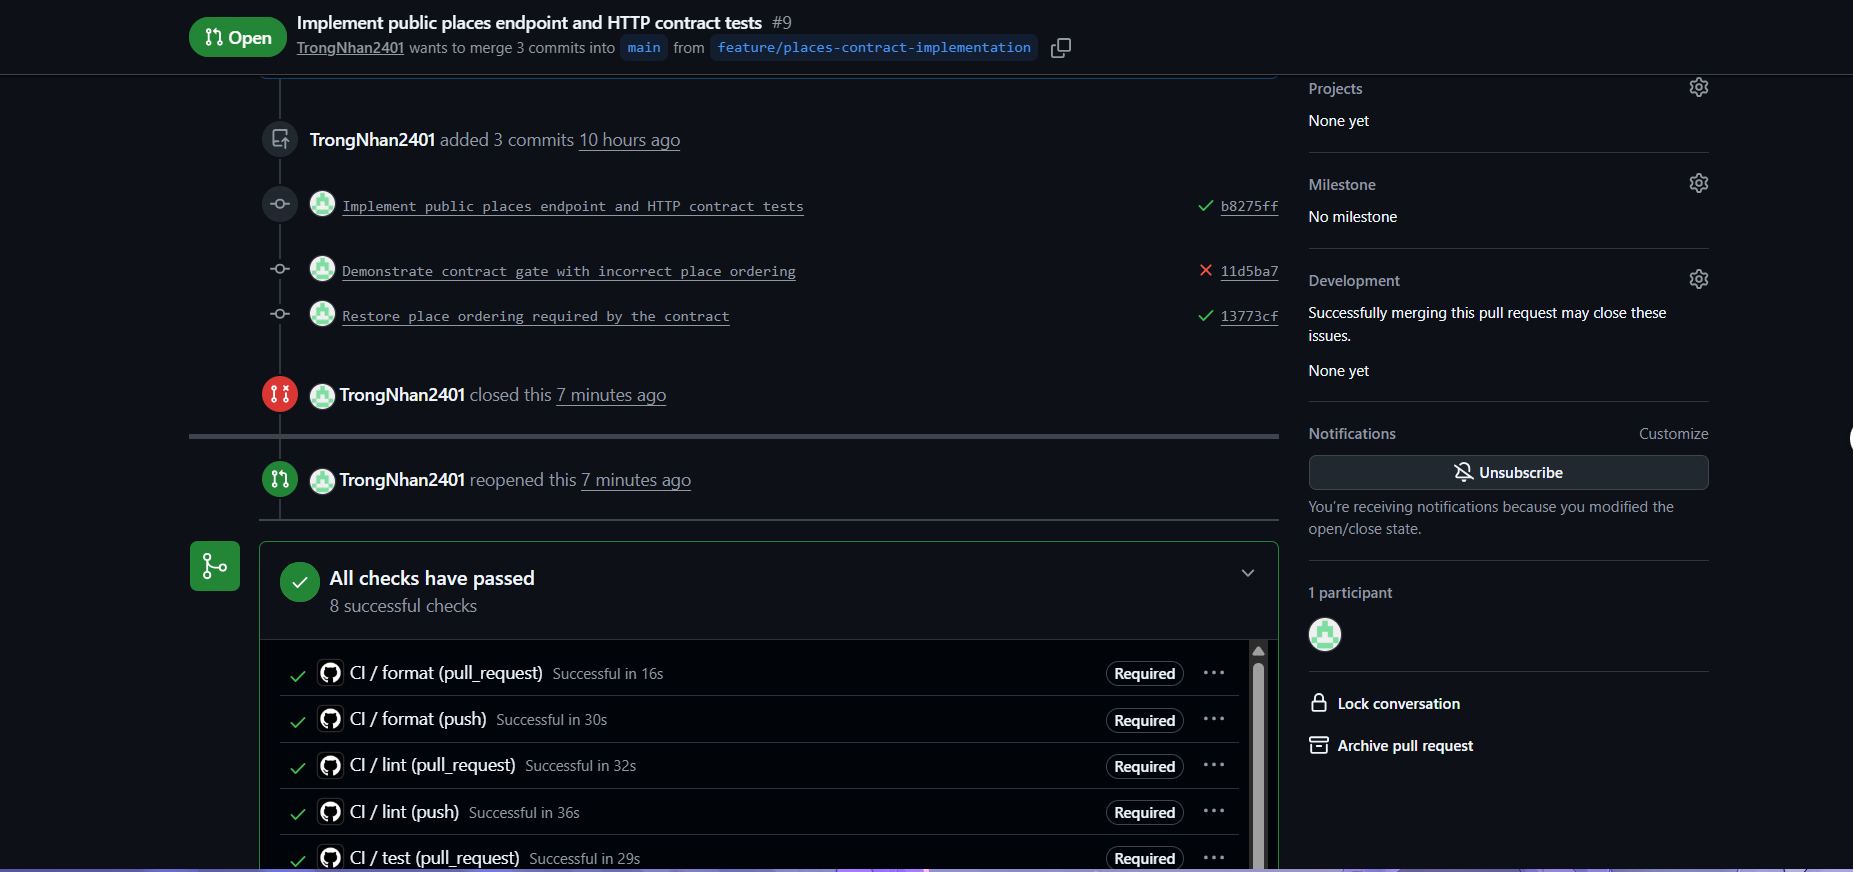 Open
Implement public places endpoint and HTTP contract tests #9
TrongNhan2401 wants to merge 3 commits into main from feature/places-contract-implementation
TrongNhan2401 added 3 commits 10 hours ago
Implement public places endpoint and HTTP contract tests b8275ff
Demonstrate contract gate with incorrect place ordering 11d5ba7
Restore place ordering required by the contract 13773cf
TrongNhan2401 closed this 7 minutes ago
TrongNhan2401 reopened this 7 minutes ago
All checks have passed
8 successful checks
CI / format (pull_request) Successful in 16s Required
CI / format (push) Successful in 30s Required
CI / lint (pull_request) Successful in 32s Required
CI / lint (push) Successful in 36s Required
CI / test (pull_request) Successful in 29s Required
Projects
None yet
Milestone
No milestone
Development
Successfully merging this pull request may close these
issues.
None yet
Notifications Customize
Unsubscribe
You're receiving notifications because you modified the
open/close state.
1 participant
Lock conversation
Archive pull request